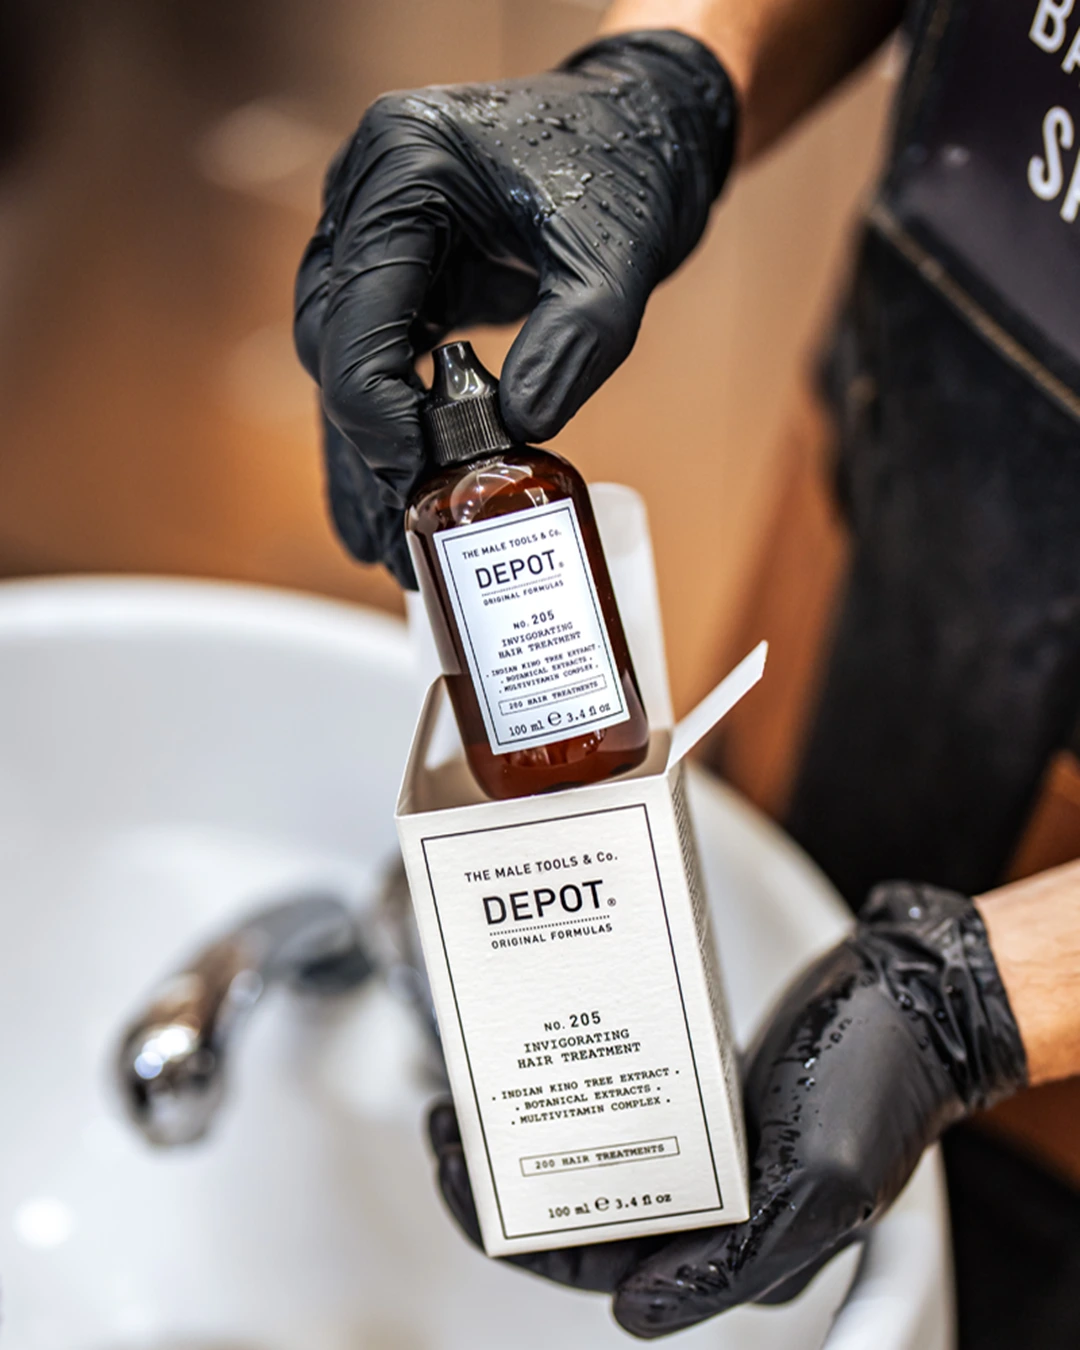 THE MALE TOOLS & Co.
DEPOT®
ORIGINAL FORMULAS
NO. 205
INVIGORATING
HAIR TREATMENT
. INDIAN KINO TREE EXTRACT .
. BOTANICAL EXTRACTS .
. MULTIVITAMIN COMPLEX .
200 HAIR TREATMENTS
100 ml ℮ 3.4 fl oz
THE MALE TOOLS & Co.
DEPOT®
ORIGINAL FORMULAS
NO. 205
INVIGORATING
HAIR TREATMENT
. INDIAN KINO TREE EXTRACT .
. BOTANICAL EXTRACTS .
. MULTIVITAMIN COMPLEX .
200 HAIR TREATMENTS
100 ml ℮ 3.4 fl oz